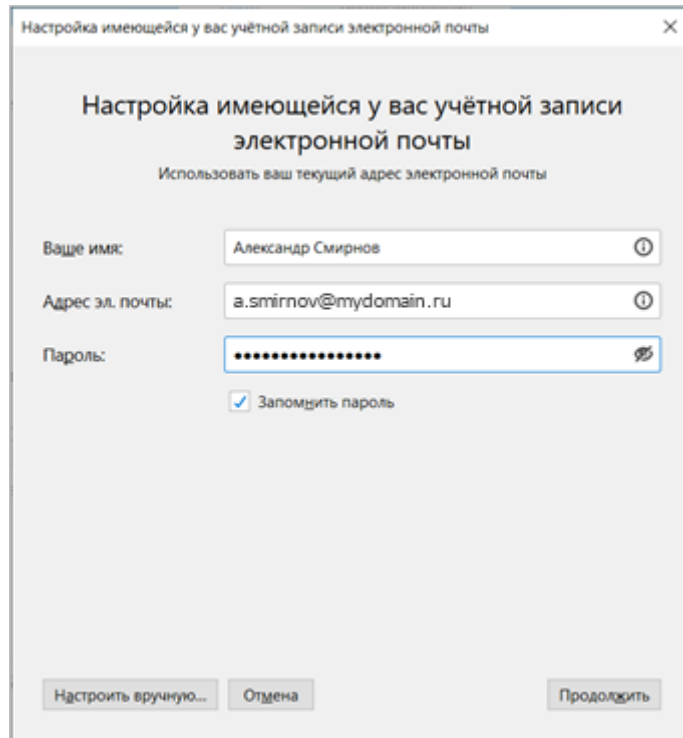 Настройка имеющейся у вас учётной записи электронной почты
Настройка имеющейся у вас учётной записи
электронной почты
Использовать ваш текущий адрес электронной почты
Ваше имя: Александр Смирнов
Адрес эл. почты: a.smirnov@mydomain.ru
Пароль: ••••••••••••••••
Запомнить пароль
Настроить вручную... Отмена Продолжить